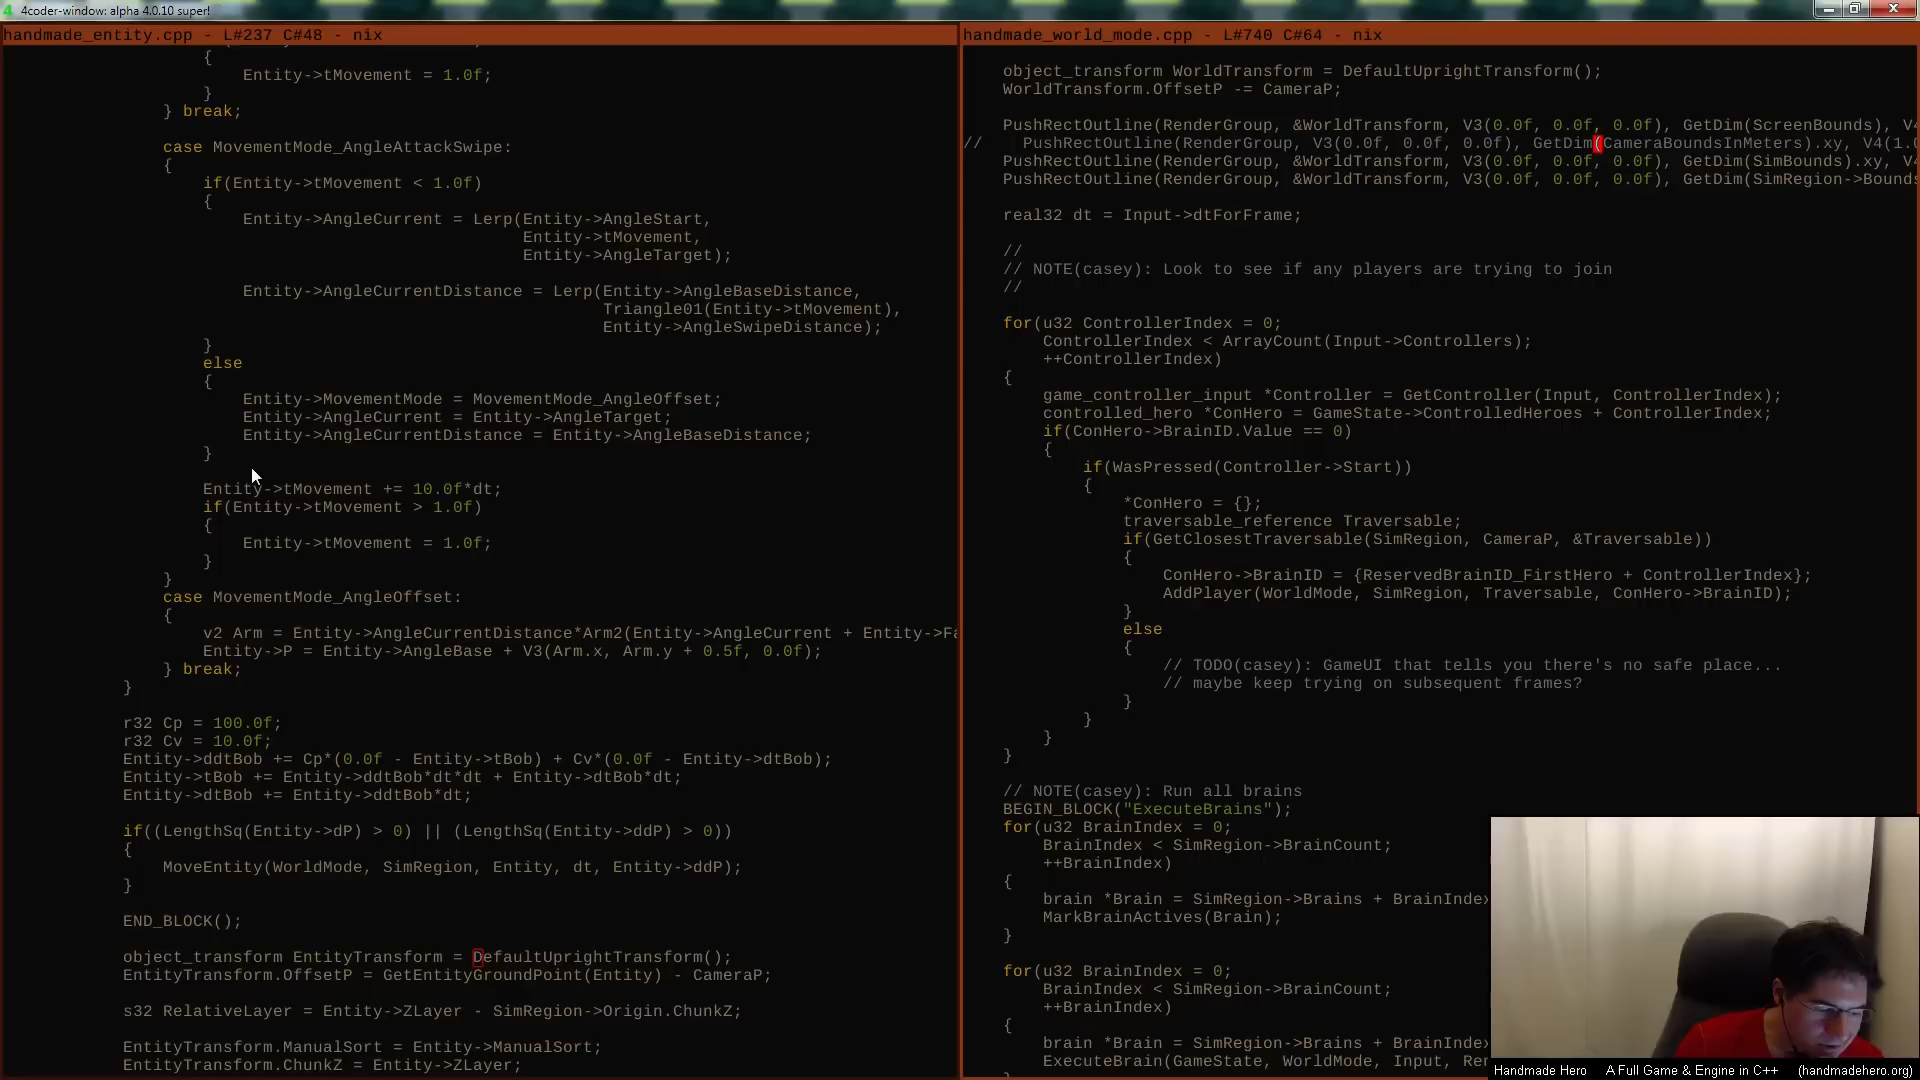 4coder-window: alpha 4.0.10 super!
handmade_entity.cpp - L#237 C#48 - nix
{
Entity->tMovement = 1.0f;
}
} break;
case MovementMode_AngleAttackSwipe:
{
if(Entity->tMovement < 1.0f)
{
Entity->AngleCurrent = Lerp(Entity->AngleStart,
Entity->tMovement,
Entity->AngleTarget);
Entity->AngleCurrentDistance = Lerp(Entity->AngleBaseDistance,
Triangle01(Entity->tMovement),
Entity->AngleSwipeDistance);
}
else
{
Entity->MovementMode = MovementMode_AngleOffset;
Entity->AngleCurrent = Entity->AngleTarget;
Entity->AngleCurrentDistance = Entity->AngleBaseDistance;
}
Entity->tMovement += 10.0f*dt;
if(Entity->tMovement > 1.0f)
{
Entity->tMovement = 1.0f;
}
}
case MovementMode_AngleOffset:
{
v2 Arm = Entity->AngleCurrentDistance*Arm2(Entity->AngleCurrent + Entity->Fa
Entity->P = Entity->AngleBase + V3(Arm.x, Arm.y + 0.5f, 0.0f);
} break;
}
r32 Cp = 100.0f;
r32 Cv = 10.0f;
Entity->ddtBob += Cp*(0.0f - Entity->tBob) + Cv*(0.0f - Entity->dtBob);
Entity->tBob += Entity->ddtBob*dt*dt + Entity->dtBob*dt;
Entity->dtBob += Entity->ddtBob*dt;
if((LengthSq(Entity->dP) > 0) || (LengthSq(Entity->ddP) > 0))
{
MoveEntity(WorldMode, SimRegion, Entity, dt, Entity->ddP);
}
END_BLOCK();
object_transform EntityTransform = DefaultUprightTransform();
EntityTransform.OffsetP = GetEntityGroundPoint(Entity) - CameraP;
s32 RelativeLayer = Entity->ZLayer - SimRegion->Origin.ChunkZ;
EntityTransform.ManualSort = Entity->ManualSort;
EntityTransform.ChunkZ = Entity->ZLayer;
handmade_world_mode.cpp - L#740 C#64 - nix
object_transform WorldTransform = DefaultUprightTransform();
WorldTransform.OffsetP -= CameraP;
PushRectOutline(RenderGroup, &WorldTransform, V3(0.0f, 0.0f, 0.0f), GetDim(ScreenBounds), V4
// PushRectOutline(RenderGroup, V3(0.0f, 0.0f, 0.0f), GetDim(CameraBoundsInMeters).xy, V4(1.0
PushRectOutline(RenderGroup, &WorldTransform, V3(0.0f, 0.0f, 0.0f), GetDim(SimBounds).xy, V4
PushRectOutline(RenderGroup, &WorldTransform, V3(0.0f, 0.0f, 0.0f), GetDim(SimRegion->Bounds
real32 dt = Input->dtForFrame;
//
// NOTE(casey): Look to see if any players are trying to join
//
for(u32 ControllerIndex = 0;
ControllerIndex < ArrayCount(Input->Controllers);
++ControllerIndex)
{
game_controller_input *Controller = GetController(Input, ControllerIndex);
controlled_hero *ConHero = GameState->ControlledHeroes + ControllerIndex;
if(ConHero->BrainID.Value == 0)
{
if(WasPressed(Controller->Start))
{
*ConHero = {};
traversable_reference Traversable;
if(GetClosestTraversable(SimRegion, CameraP, &Traversable))
{
ConHero->BrainID = {ReservedBrainID_FirstHero + ControllerIndex};
AddPlayer(WorldMode, SimRegion, Traversable, ConHero->BrainID);
}
else
{
// TODO(casey): GameUI that tells you there's no safe place...
// maybe keep trying on subsequent frames?
}
}
}
}
// NOTE(casey): Run all brains
BEGIN_BLOCK("ExecuteBrains");
for(u32 BrainIndex = 0;
BrainIndex < SimRegion->BrainCount;
++BrainIndex)
{
brain *Brain = SimRegion->Brains + BrainInde
MarkBrainActives(Brain);
}
for(u32 BrainIndex = 0;
BrainIndex < SimRegion->BrainCount;
++BrainIndex)
{
brain *Brain = SimRegion->Brains + BrainInde
ExecuteBrain(GameState, WorldMode, Input, Re
Handmade Hero A Full Game & Engine in C++ (handmadehero.org)